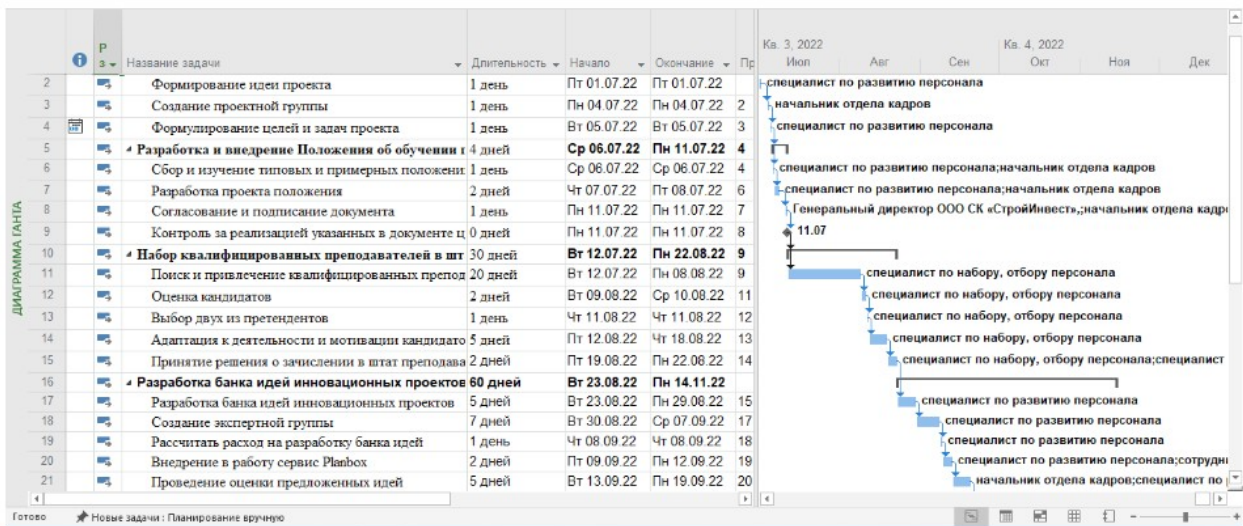 Кв. 3, 2022 Кв. 4, 2022
Р
З Название задачи Длительность Начало Окончание Пр Июл Авг Сен Окт Ноя Дек
2 Формирование идеи проекта 1 день Пт 01.07.22 Пт 01.07.22 специалист по развитию персонала
3 Создание проектной группы 1 день Пн 04.07.22 Пн 04.07.22 2 начальник отдела кадров
4 Формулирование целей и задач проекта 1 день Вт 05.07.22 Вт 05.07.22 3 специалист по развитию персонала
5 Разработка и внедрение Положения об обучении г 4 дней Ср 06.07.22 Пн 11.07.22 4
6 Сбор и изучение типовых и примерных положени 1 день Ср 06.07.22 Ср 06.07.22 4 специалист по развитию персонала;начальник отдела кадров
7 Разработка проекта положения 2 дней Чт 07.07.22 Пт 08.07.22 6 специалист по развитию персонала;начальник отдела кадров
8 Согласование и подписание документа 1 день Пн 11.07.22 Пн 11.07.22 7 Генеральный директор ООО СК «СтройИнвест»,;начальник отдела кадро
9 Контроль за реализацией указанных в документе ц 0 дней Пн 11.07.22 Пн 11.07.22 8 11.07
10 Набор квалифицированных преподавателей в шт 30 дней Вт 12.07.22 Пн 22.08.22 9
11 Поиск и привлечение квалифицированных препод 20 дней Вт 12.07.22 Пн 08.08.22 9 специалист по набору, отбору персонала
12 Оценка кандидатов 2 дней Вт 09.08.22 Ср 10.08.22 11 специалист по набору, отбору персонала
13 Выбор двух из претендентов 1 день Чт 11.08.22 Чт 11.08.22 12 специалист по набору, отбору персонала
14 Адаптация к деятельности и мотивации кандидато 5 дней Пт 12.08.22 Чт 18.08.22 13 специалист по набору, отбору персонала
15 Принятие решения о зачислении в штат преподава 2 дней Пт 19.08.22 Пн 22.08.22 14 специалист по набору, отбору персонала;специалист
16 Разработка банка идей инновационных проектов 60 дней Вт 23.08.22 Пн 14.11.22
17 Разработка банка идей инновационных проектов 5 дней Вт 23.08.22 Пн 29.08.22 15 специалист по развитию персонала
18 Создание экспертной группы 7 дней Вт 30.08.22 Ср 07.09.22 17 специалист по развитию персонала
19 Рассчитать расход на разработку банка идей 1 день Чт 08.09.22 Чт 08.09.22 18 специалист по развитию персонала
20 Внедрение в работу сервис Planbox 2 дней Пт 09.09.22 Пн 12.09.22 19 специалист по развитию персонала;сотрудн
21 Проведение оценки предложенных идей 5 дней Вт 13.09.22 Пн 19.09.22 20 начальник отдела кадров;специалист по
ДИАГРАММА ГАНТА
Готово Новые задачи : Планирование вручную